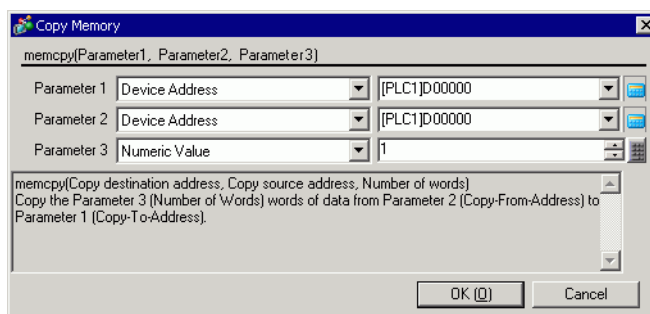 Copy Memory
memcpy(Parameter1, Parameter2, Parameter3)
Parameter 1 Device Address [PLC1]D00000
Parameter 2 Device Address [PLC1]D00000
Parameter 3 Numeric Value 1
memcpy(Copy destination address, Copy source address, Number of words)
Copy the Parameter 3 (Number of Words) words of data from Parameter 2 (Copy-From-Address) to
Parameter 1 (Copy-To-Address).
OK (O) Cancel